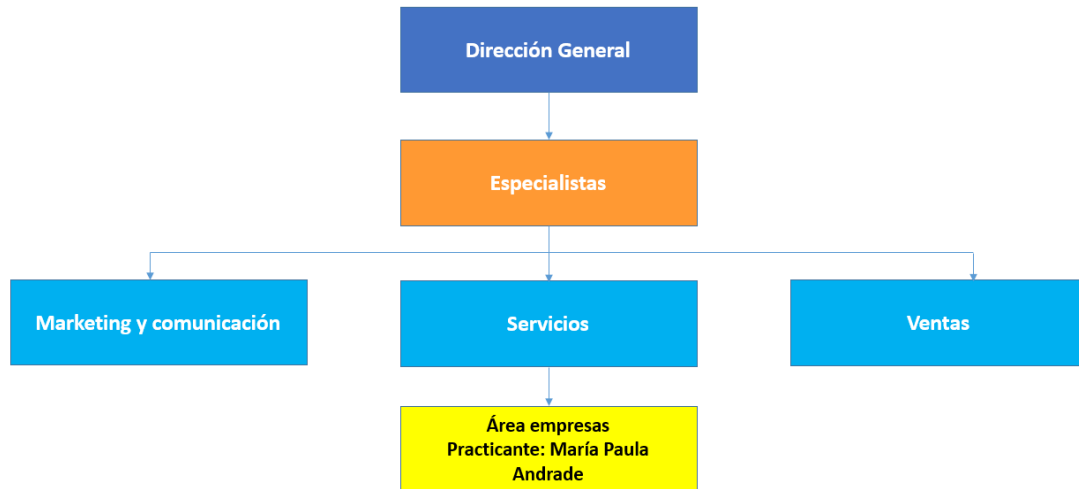 Dirección General
Especialistas
Marketing y comunicación
Servicios
Ventas
Área empresas
Practicante: María Paula
Andrade